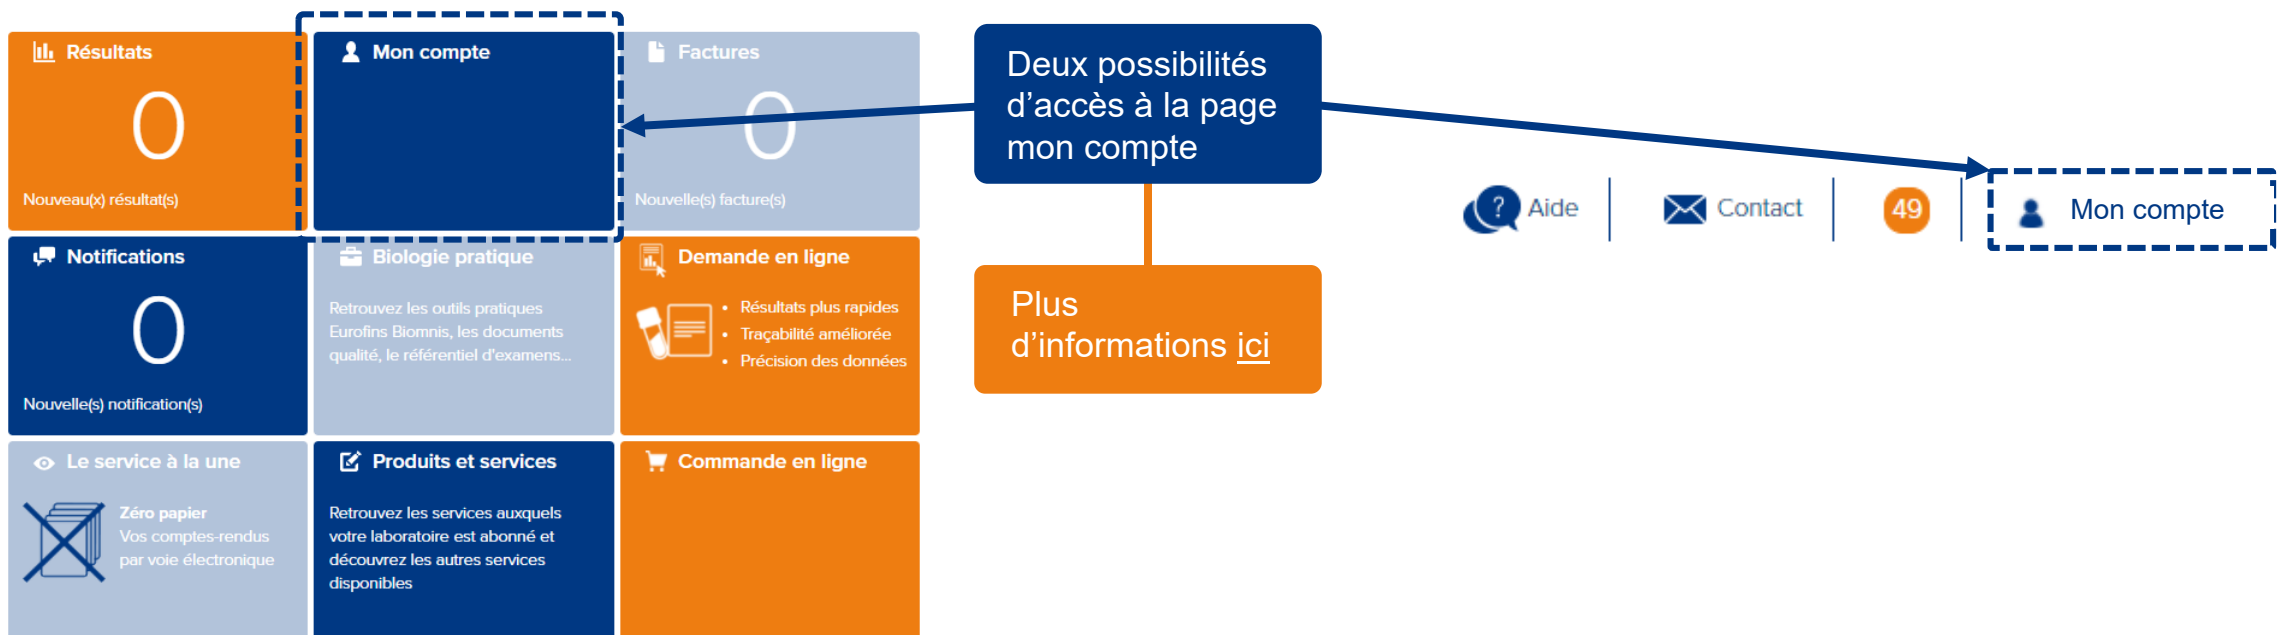 Résultats
0
Nouveau(x) résultat(s)
Mon compte
Factures
0
Nouvelle(s) facture(s)
Notifications
0
Nouvelle(s) notification(s)
Biologie pratique
Retrouvez les outils pratiques
Eurofins Biomnis, les documents
qualité, le référentiel d'examens...
Demande en ligne
• Résultats plus rapides
• Traçabilité améliorée
• Précision des données
Le service à la une
Zéro papier
Vos comptes-rendus
par voie électronique
Produits et services
Retrouvez les services auxquels
votre laboratoire est abonné et
découvrez les autres services
disponibles
Commande en ligne
Deux possibilités
d’accès à la page
mon compte
Plus
d’informations ici
? Aide
Contact
49
Mon compte